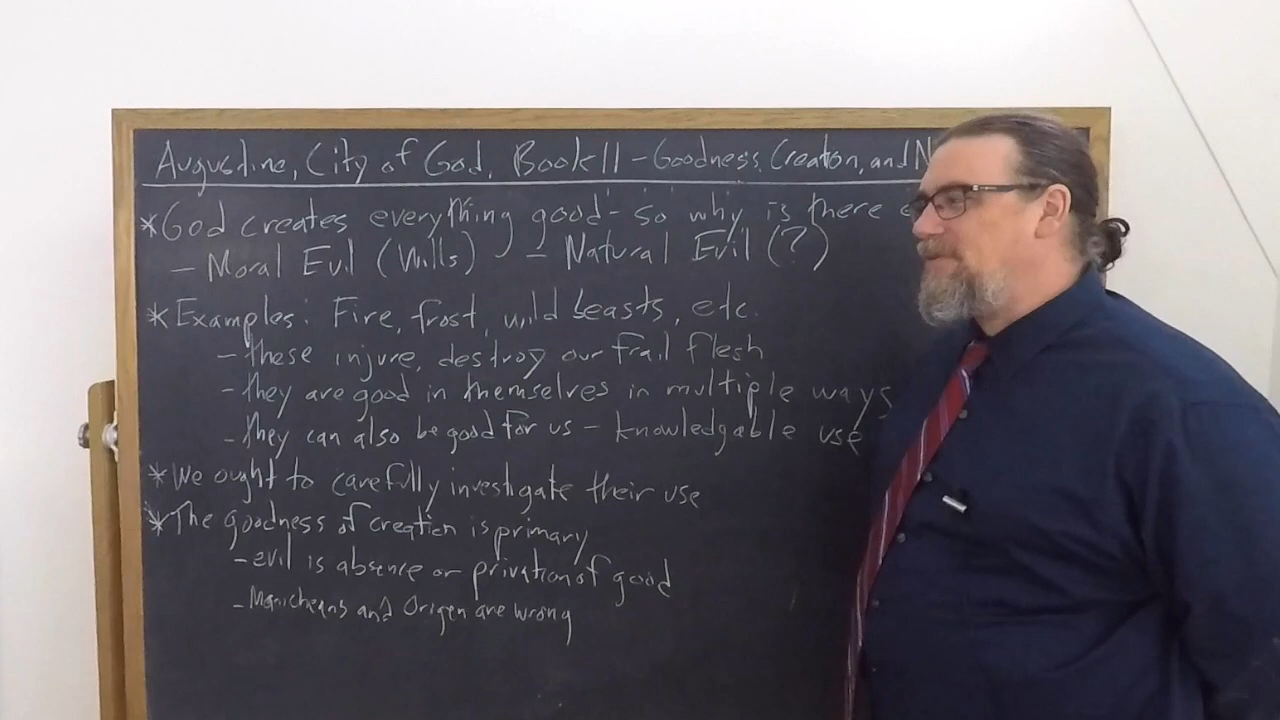 Augustine, City of God, Book 11 - Goodness, Creation, and N
*God creates everything good - so why is there
- Moral Evil (Wills) - Natural Evil (?)
*Examples: Fire, frost, wild beasts, etc.
- these injure, destroy our frail flesh
- they are good in themselves in multiple ways
- they can also be good for us - knowledgable use
*We ought to carefully investigate their use
*The goodness of creation is primary
- evil is absence or privation of good
- Manicheans and Origen are wrong